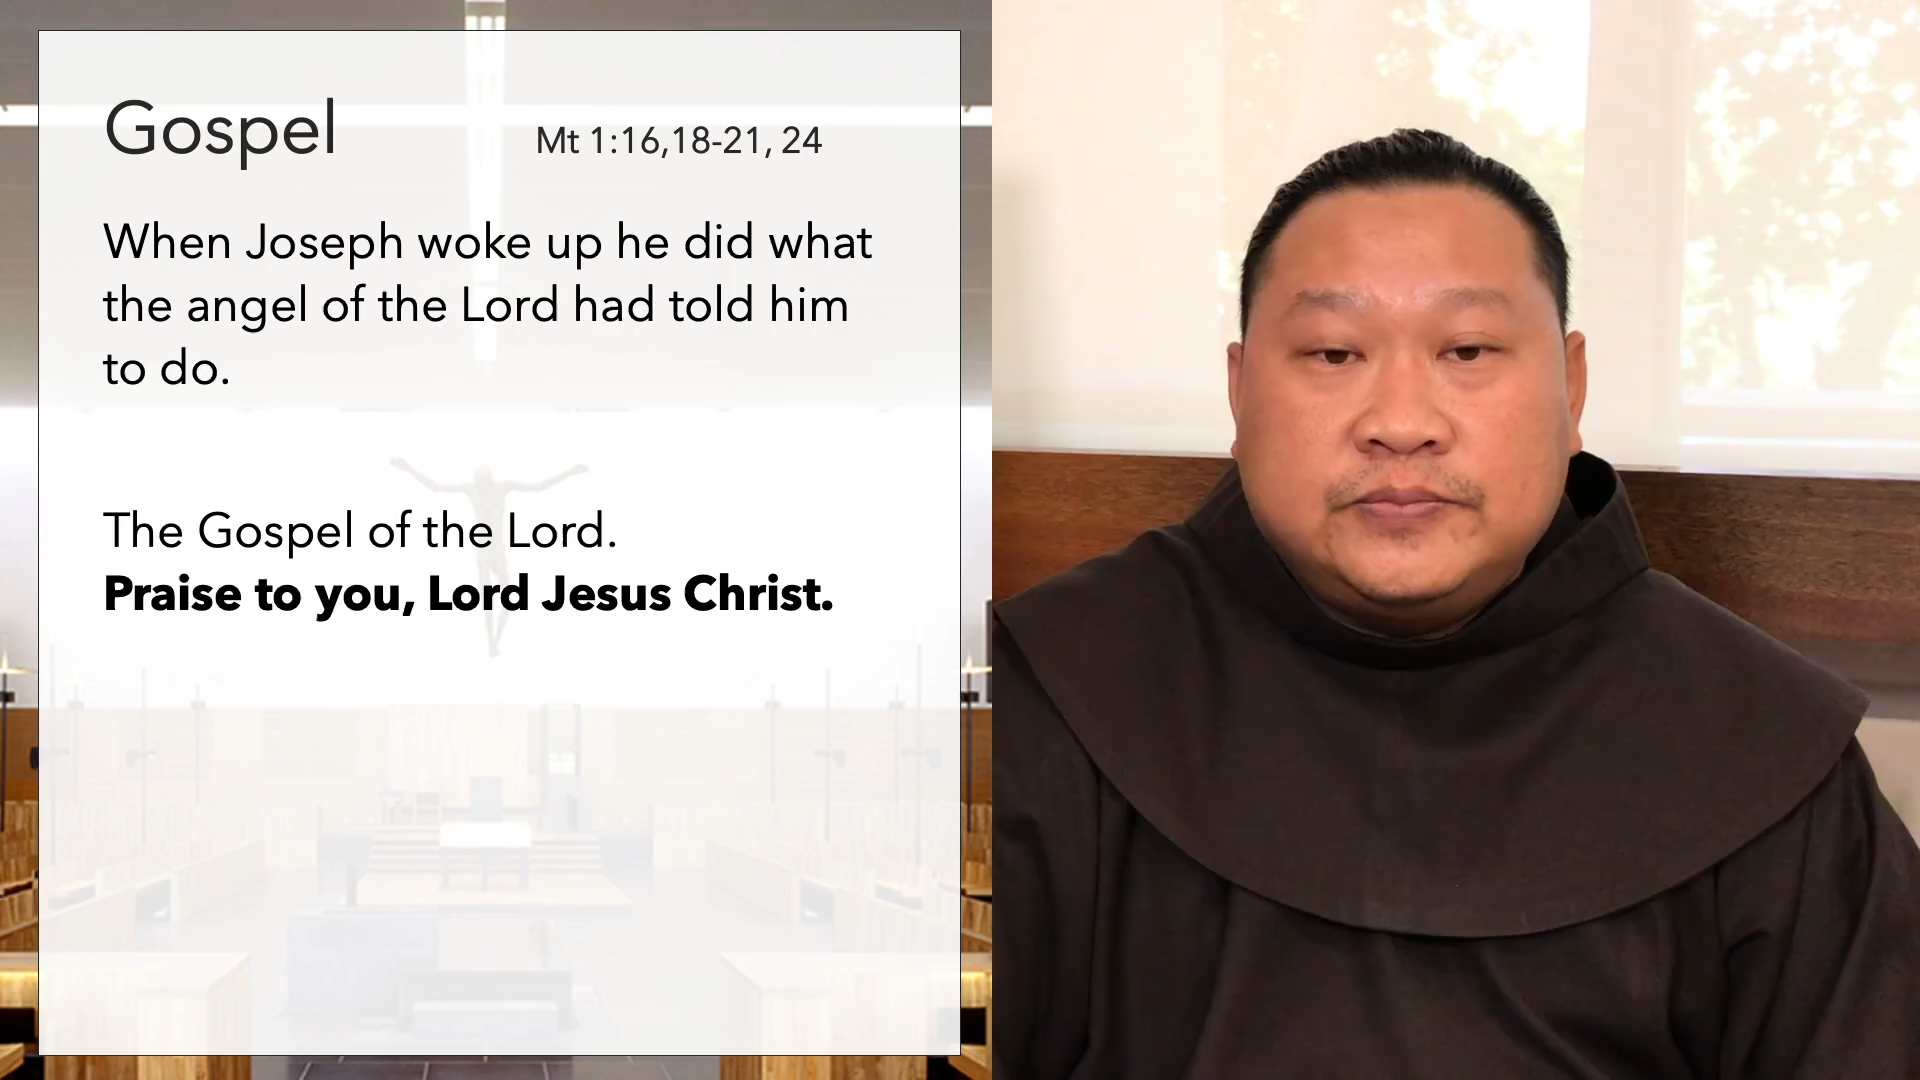 Gospel Mt 1:16,18-21, 24
When Joseph woke up he did what
the angel of the Lord had told him
to do.
The Gospel of the Lord.
Praise to you, Lord Jesus Christ.